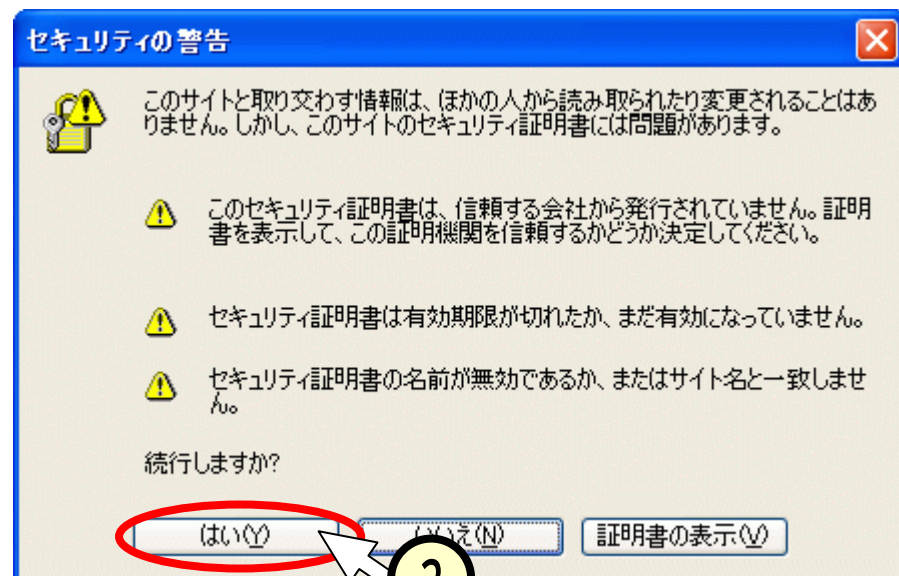 セキュリティの警告
このサイトと取り交わす情報は、ほかの人から読み取られたり変更されることはあ
りません。しかし、このサイトのセキュリティ証明書には問題があります。
このセキュリティ証明書は、信頼する会社から発行されていません。証明
書を表示して、この証明機関を信頼するかどうか決定してください。
セキュリティ証明書は有効期限が切れたか、まだ有効になっていません。
セキュリティ証明書の名前が無効であるか、またはサイト名と一致しませ
ん。
続行しますか?
はい(Y) いいえ(N) 証明書の表示(V)
2